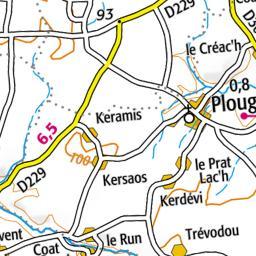 93
D229
le Créac'h
0,8
Ploug
Keramis
6,5
100
le Prat
Lac'h
Kersaos
D229
Kerdévi
Trévodou
vent
Coat
le Run